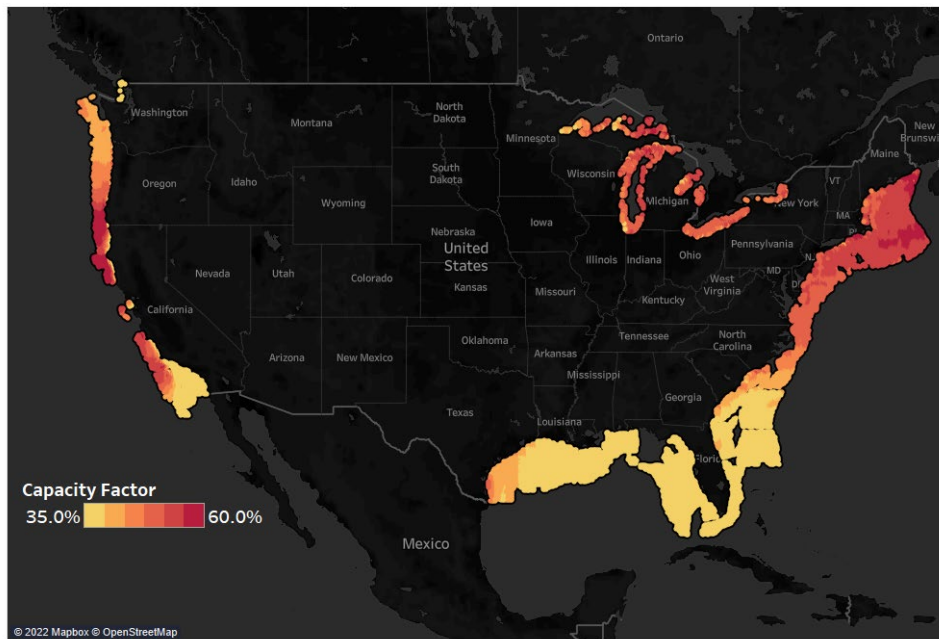 Ontario
Washington
Montana
North
Dakota
Minnesota
Maine
New
Brunsw
Oregon
Idaho
South
Dakota
Wisconsin
VT
Wyoming
Michigan
New York
MA
Iowa
Nebraska
United
States
Pennsylvania
Nevada
Utah
Colorado
Kansas
Illinois
Indiana
Ohio
MD
West
Virginia
Missouri
Kentucky
California
Arizona
New Mexico
Oklahoma
Arkansas
Tennessee
North
Carolina
Mississippi
Georgia
Texas
Louisiana
Florid
Capacity Factor
35.0% 60.0%
Mexico
© 2022 Mapbox © OpenStreetMap